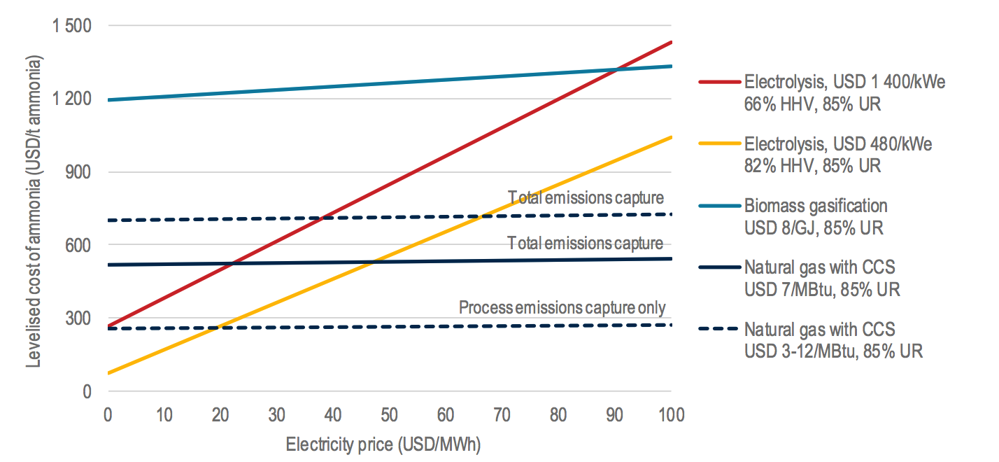 1 500
1 200
900
600
300
0
Levelised cost of ammonia (USD/t ammonia)
Total emissions capture
Total emissions capture
Process emissions capture only
0 10 20 30 40 50 60 70 80 90 100
Electricity price (USD/MWh)
Electrolysis, USD 1 400/kWe
66% HHV, 85% UR
Electrolysis, USD 480/kWe
82% HHV, 85% UR
Biomass gasification
USD 8/GJ, 85% UR
Natural gas with CCS
USD 7/MBtu, 85% UR
Natural gas with CCS
USD 3-12/MBtu, 85% UR